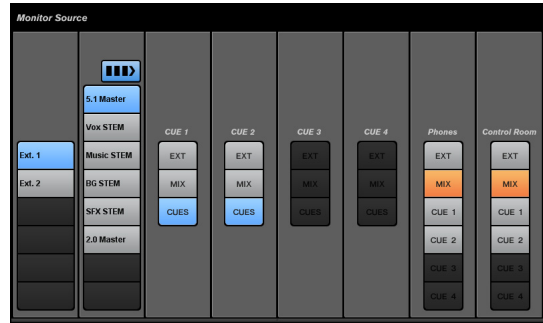 Monitor Source
Ext. 1
Ext. 2
5.1 Master
Vox STEM
Music STEM
BG STEM
SFX STEM
2.0 Master
CUE 1
EXT
MIX
CUES
CUE 2
EXT
MIX
CUES
CUE 3
EXT
MIX
CUES
CUE 4
EXT
MIX
CUES
Phones
EXT
MIX
CUE 1
CUE 2
CUE 3
CUE 4
Control Room
EXT
MIX
CUE 1
CUE 2
CUE 3
CUE 4